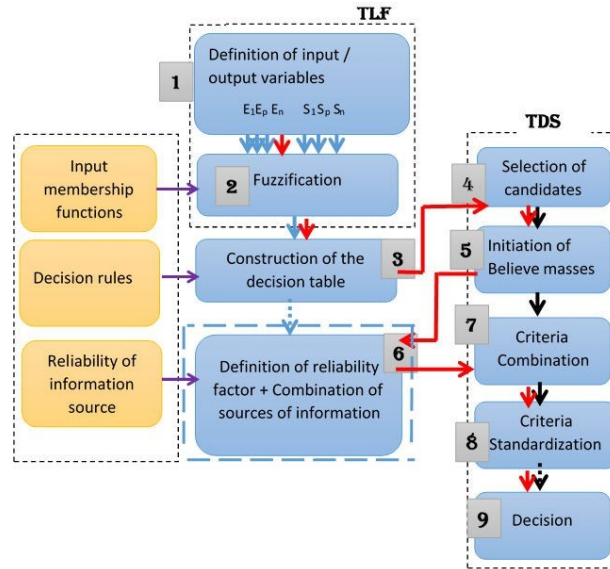 TLF
1
Definition of input /
output variables
E₁Eₚ Eₙ S₁Sₚ Sₙ
2
Fuzzification
Input
membership
functions
Decision rules
Reliability of
information
source
Construction of the
decision table
3
Definition of reliability
factor + Combination of
sources of information
6
TDS
4
Selection of
candidates
5
Initiation of
Believe masses
7
Criteria
Combination
Criteria
Standardization
8
9
Decision